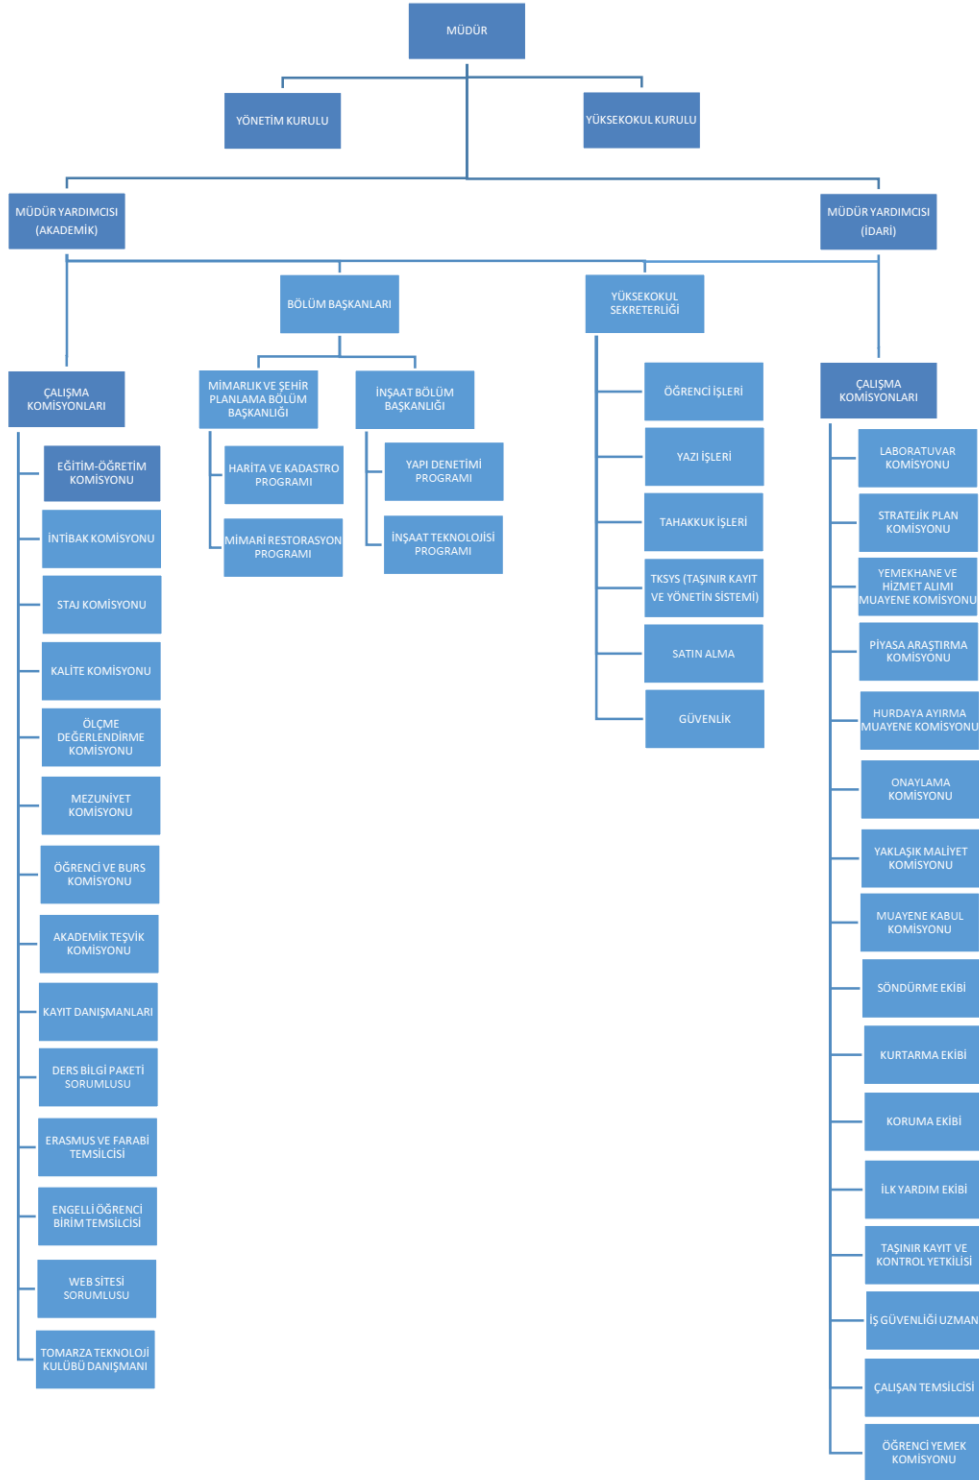 MÜDÜR
YÖNETİM KURULU
YÜKSEKOKUL KURULU
MÜDÜR YARDIMCISI
(AKADEMİK)
MÜDÜR YARDIMCISI
(İDARİ)
BÖLÜM BAŞKANLARI
YÜKSEKOKUL
SEKRETERLİĞİ
ÇALIŞMA
KOMİSYONLARI
EĞİTİM-ÖĞRETİM
KOMİSYONU
İNTİBAK KOMİSYONU
STAJ KOMİSYONU
KALİTE KOMİSYONU
ÖLÇME
DEĞERLENDİRME
KOMİSYONU
MEZUNİYET
KOMİSYONU
ÖĞRENCİ VE BURS
KOMİSYONU
AKADEMİK TEŞVİK
KOMİSYONU
KAYIT DANIŞMANLARI
DERS BİLGİ PAKETİ
SORUMLUSU
ERASMUS VE FARABİ
TEMSİLCİSİ
ENGELLİ ÖĞRENCİ
BİRİM TEMSİLCİSİ
WEB SİTESİ
SORUMLUSU
TOMARZA TEKNOLOJİ
KULÜBÜ DANIŞMANI
MİMARLIK VE ŞEHİR
PLANLAMA BÖLÜM
BAŞKANLIĞI
HARİTA VE KADASTRO
PROGRAMI
MİMARİ RESTORASYON
PROGRAMI
İNŞAAT BÖLÜM
BAŞKANLIĞI
YAPI DENETİMİ
PROGRAMI
İNŞAAT TEKNOLOJİSİ
PROGRAMI
ÖĞRENCİ İŞLERİ
YAZI İŞLERİ
TAHAKKUK İŞLERİ
TKSYS (TAŞINIR KAYIT
VE YÖNETİN SİSTEMİ)
SATIN ALMA
GÜVENLİK
ÇALIŞMA
KOMİSYONLARI
LABORATUVAR
KOMİSYONU
STRATEJİK PLAN
KOMİSYONU
YEMEKHANE VE
HİZMET ALIMI
MUAYENE KOMİSYONU
PİYASA ARAŞTIRMA
KOMİSYONU
HURDAYA AYIRMA
MUAYENE KOMİSYONU
ONAYLAMA
KOMİSYONU
YAKLAŞIK MALİYET
KOMİSYONU
MUAYENE KABUL
KOMİSYONU
SÖNDÜRME EKİBİ
KURTARMA EKİBİ
KORUMA EKİBİ
İLK YARDIM EKİBİ
TAŞINIR KAYIT VE
KONTROL YETKİLİSİ
İŞ GÜVENLİĞİ UZMAN
ÇALIŞAN TEMSİLCİSİ
ÖĞRENCİ YEMEK
KOMİSYONU